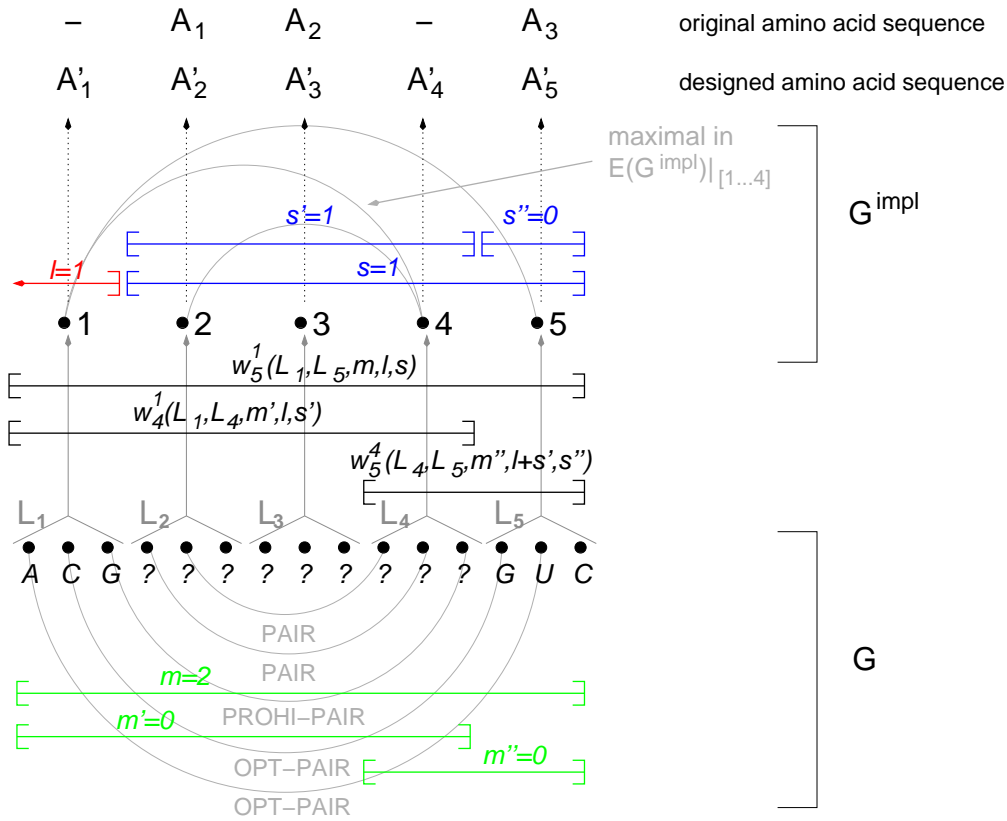 – A1 A2 – A3 original amino acid sequence
A'1 A'2 A'3 A'4 A'5 designed amino acid sequence
maximal in
E(G^impl)|[1...4]
G^impl
s'=1 s''=0
l=1 s=1
1 2 3 4 5
w^1_5(L1,L5,m,l,s)
w^1_4(L1,L4,m',l,s')
w^4_5(L4,L5,m'',l+s',s'')
L1 L2 L3 L4 L5
A C G ? ? ? ? ? ? ? ? ? G U C
PAIR
PAIR
G
m=2
PROHI–PAIR
m'=0
m''=0
OPT–PAIR
OPT–PAIR